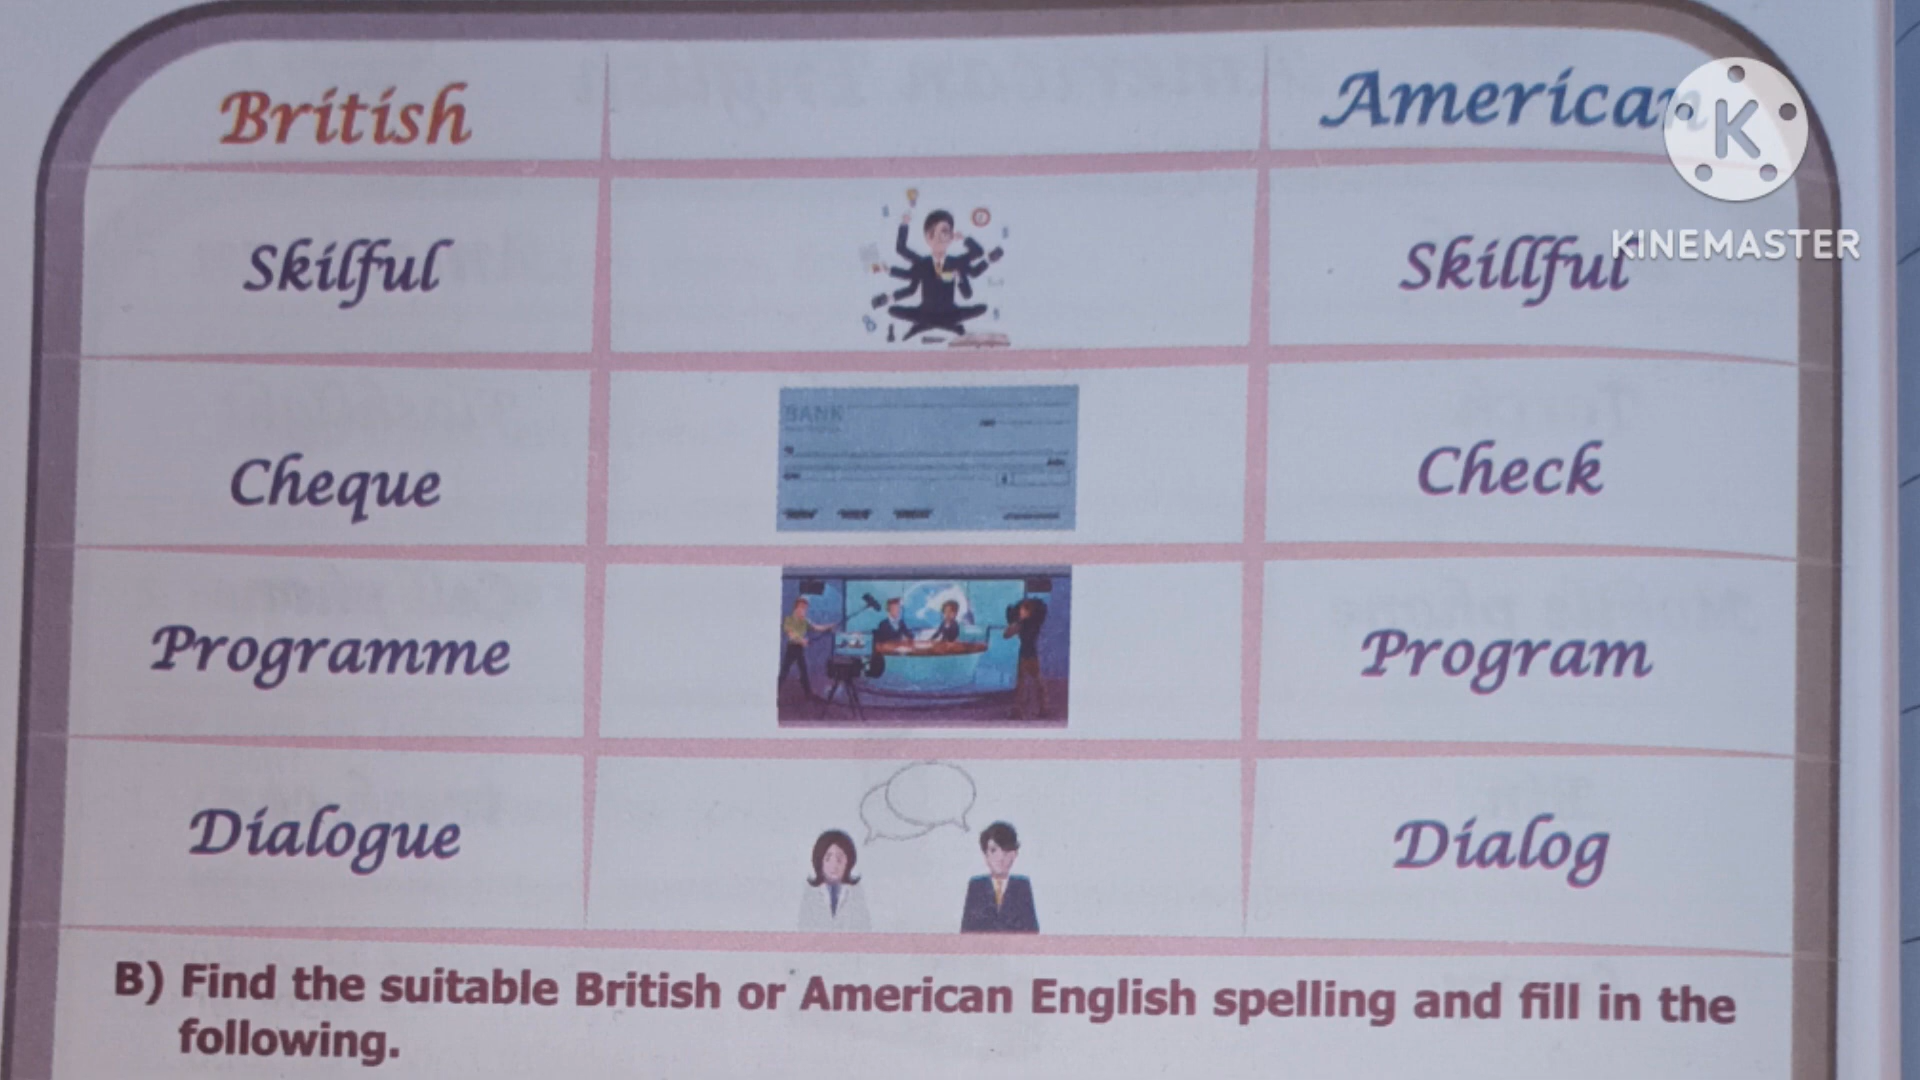 British American
K
KINEMASTER
Skilful Skillful
BANK
Cheque Check
Programme Program
Dialogue Dialog
B) Find the suitable British or American English spelling and fill in the
following.